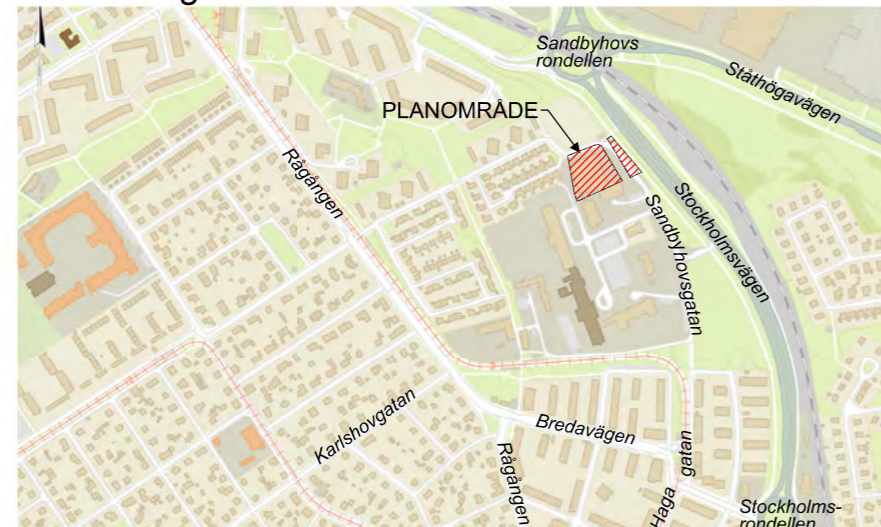 Sandbyhovs
rondellen
Ståthögavägen
PLANOMRÅDE
Rågången
Stockholmsvägen
Sandbyhovsgatan
Karlshovgatan
Bredavägen
Rågången
Haga gatan
Stockholms-
rondellen